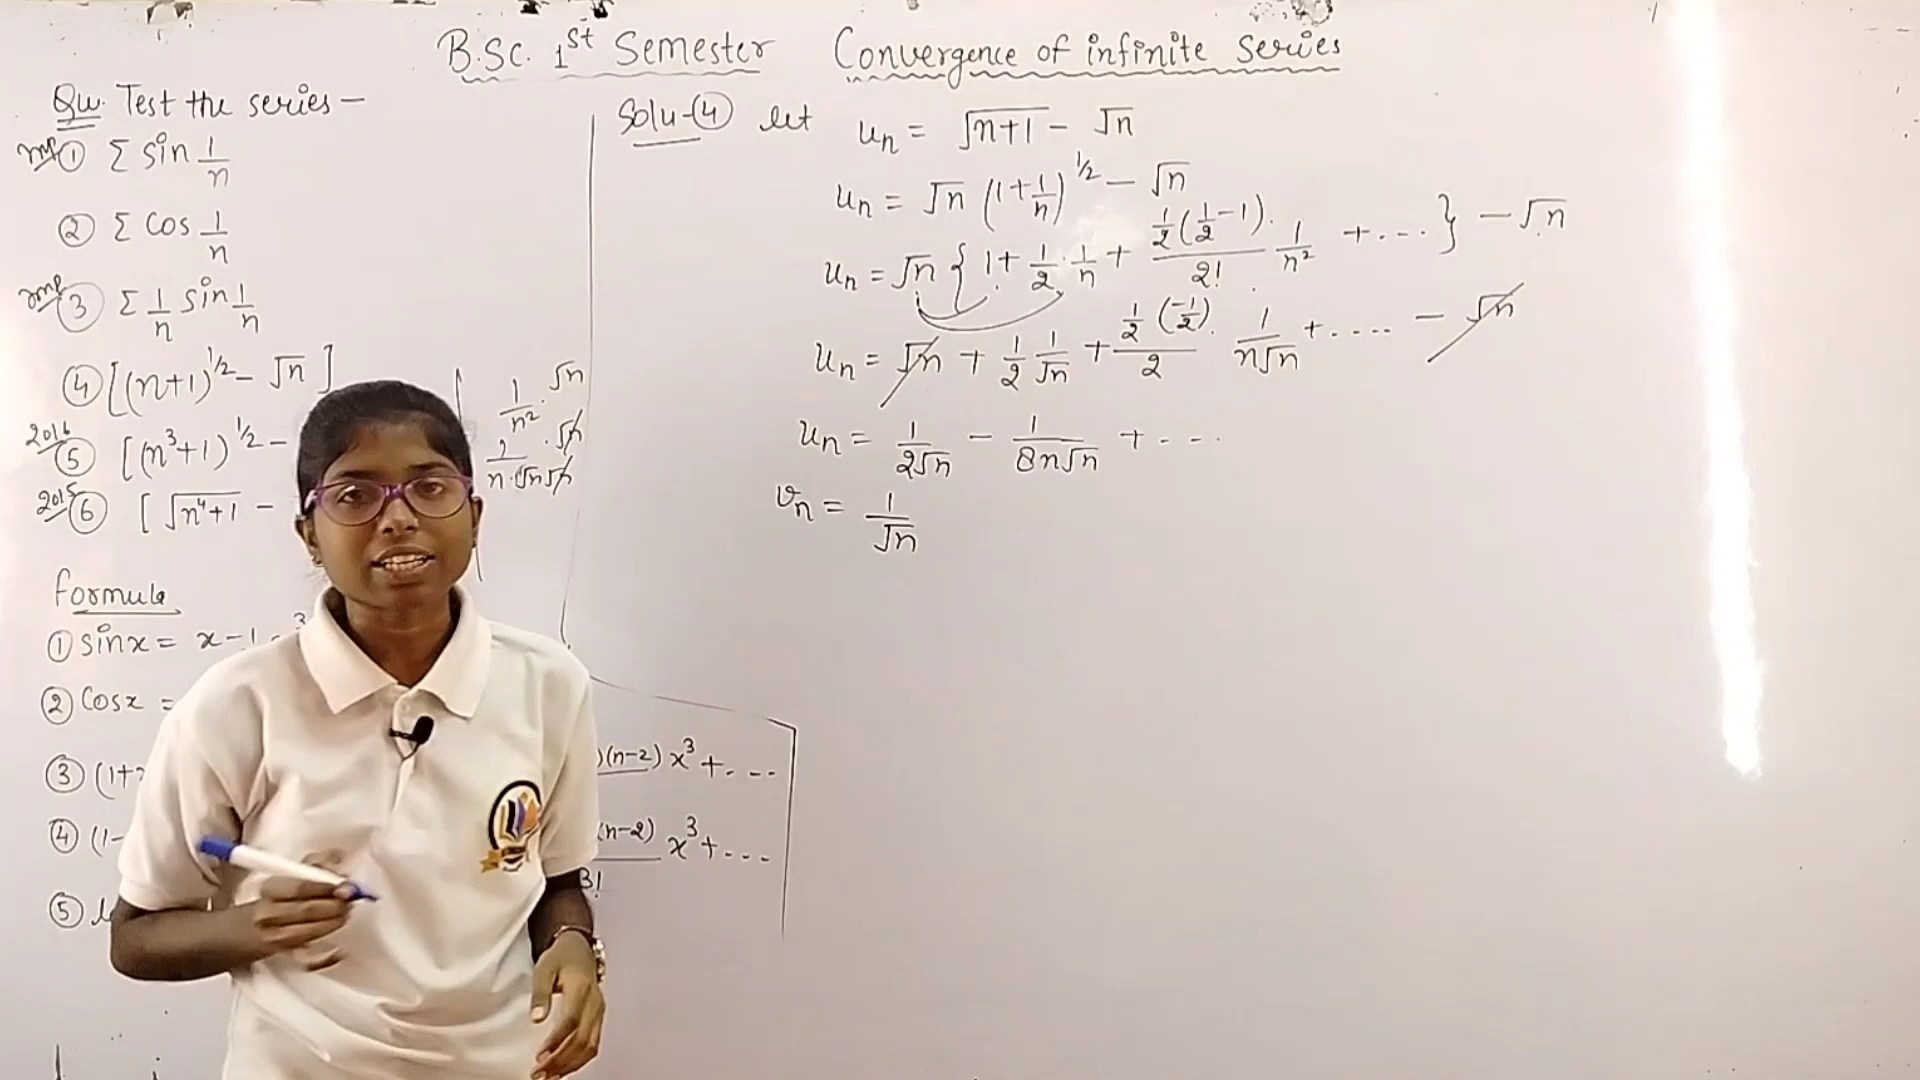 B.Sc. 1st Semester Convergence of infinite series
Qu. Test the series –
Imp ① Σ sin 1/n
② Σ cos 1/n
Imp ③ Σ 1/n sin 1/n
④ [(n+1)^1/2 – √n]
2016 ⑤ [(n³+1)^1/2 –
2015 ⑥ [√n⁴+1 –
1/n² · √n
n·√n√n · √n
formula
① sinx = x –
② Cosx =
③ (1+ )(n-2) x³ + ...
④ (1– (n-2) x³ + ...
3!
⑤
Solu-④ let uₙ = √n+1 – √n
uₙ = √n (1+1/n)^1/2 – √n
uₙ = √n { 1 + 1/2 · 1/n + 1/2(1/2–1)·/2! 1/n² + .... } – √n
uₙ = √n + 1/2 1/√n + 1/2 (–1/2)·/2 1/n√n + .... – √n
uₙ = 1/2√n – 1/8n√n + ...
vₙ = 1/√n